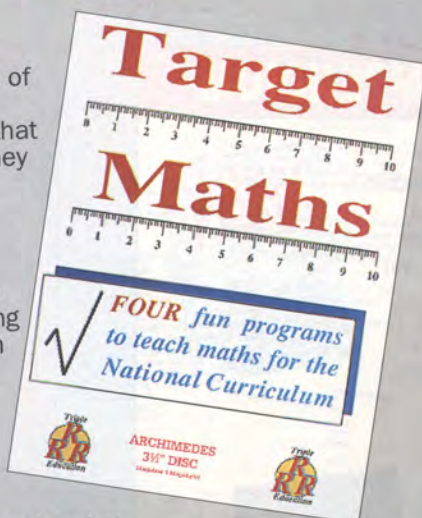 of
hat
ney
ng
n
Target
0 1 2 3 4 5 6 7 8 9 10
Maths
0 1 2 3 4 5 6 7 8 9 10
√ FOUR fun programs
to teach maths for the
National Curriculum
Triple
RRR
Education
ARCHIMEDES
3½" DISC
Triple
RRR
Education